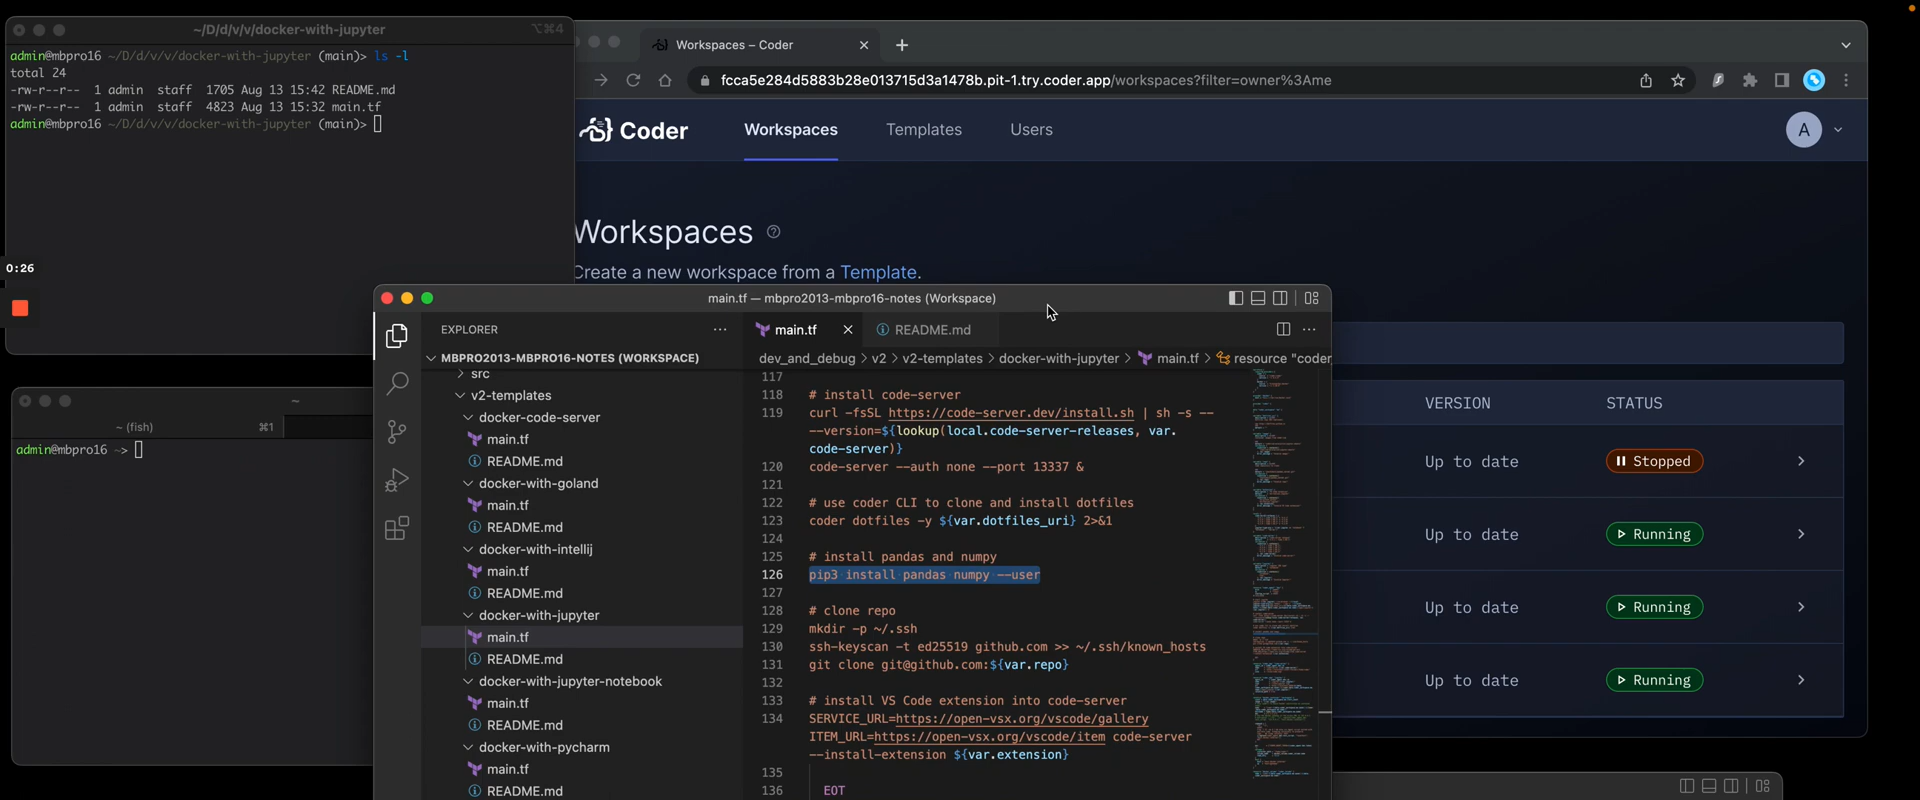 ~/D/d/v/v/docker-with-jupyter
⌥⌘4
admin@mbpro16 ~/D/d/v/v/docker-with-jupyter (main)> ls -l
total 24
-rw-r--r-- 1 admin staff 1705 Aug 13 15:42 README.md
-rw-r--r-- 1 admin staff 4823 Aug 13 15:32 main.tf
admin@mbpro16 ~/D/d/v/v/docker-with-jupyter (main)>
0:26
~
~ (fish)
⌘1
admin@mbpro16 ~>
Workspaces – Coder
fcca5e284d5883b28e013715d3a1478b.pit-1.try.coder.app/workspaces?filter=owner%3Ame
Coder
Workspaces
Templates
Users
A
Workspaces
Create a new workspace from a Template.
VERSION
STATUS
Up to date
Stopped
Up to date
Running
Up to date
Running
Up to date
Running
main.tf — mbpro2013-mbpro16-notes (Workspace)
EXPLORER
MBPRO2013-MBPRO16-NOTES (WORKSPACE)
src
v2-templates
docker-code-server
main.tf
README.md
docker-with-goland
main.tf
README.md
docker-with-intellij
main.tf
README.md
docker-with-jupyter
main.tf
README.md
docker-with-jupyter-notebook
main.tf
README.md
docker-with-pycharm
main.tf
README.md
main.tf
README.md
dev_and_debug > v2 > v2-templates > docker-with-jupyter > main.tf > resource "coder
117
118 # install code-server
119 curl -fsSL https://code-server.dev/install.sh | sh -s --
--version=${lookup(local.code-server-releases, var.
code-server)}
120 code-server --auth none --port 13337 &
121
122 # use coder CLI to clone and install dotfiles
123 coder dotfiles -y ${var.dotfiles_uri} 2>&1
124
125 # install pandas and numpy
126 pip3 install pandas numpy --user
127
128 # clone repo
129 mkdir -p ~/.ssh
130 ssh-keyscan -t ed25519 github.com >> ~/.ssh/known_hosts
131 git clone git@github.com:${var.repo}
132
133 # install VS Code extension into code-server
134 SERVICE_URL=https://open-vsx.org/vscode/gallery
ITEM_URL=https://open-vsx.org/vscode/item code-server
--install-extension ${var.extension}
135
136 EOT